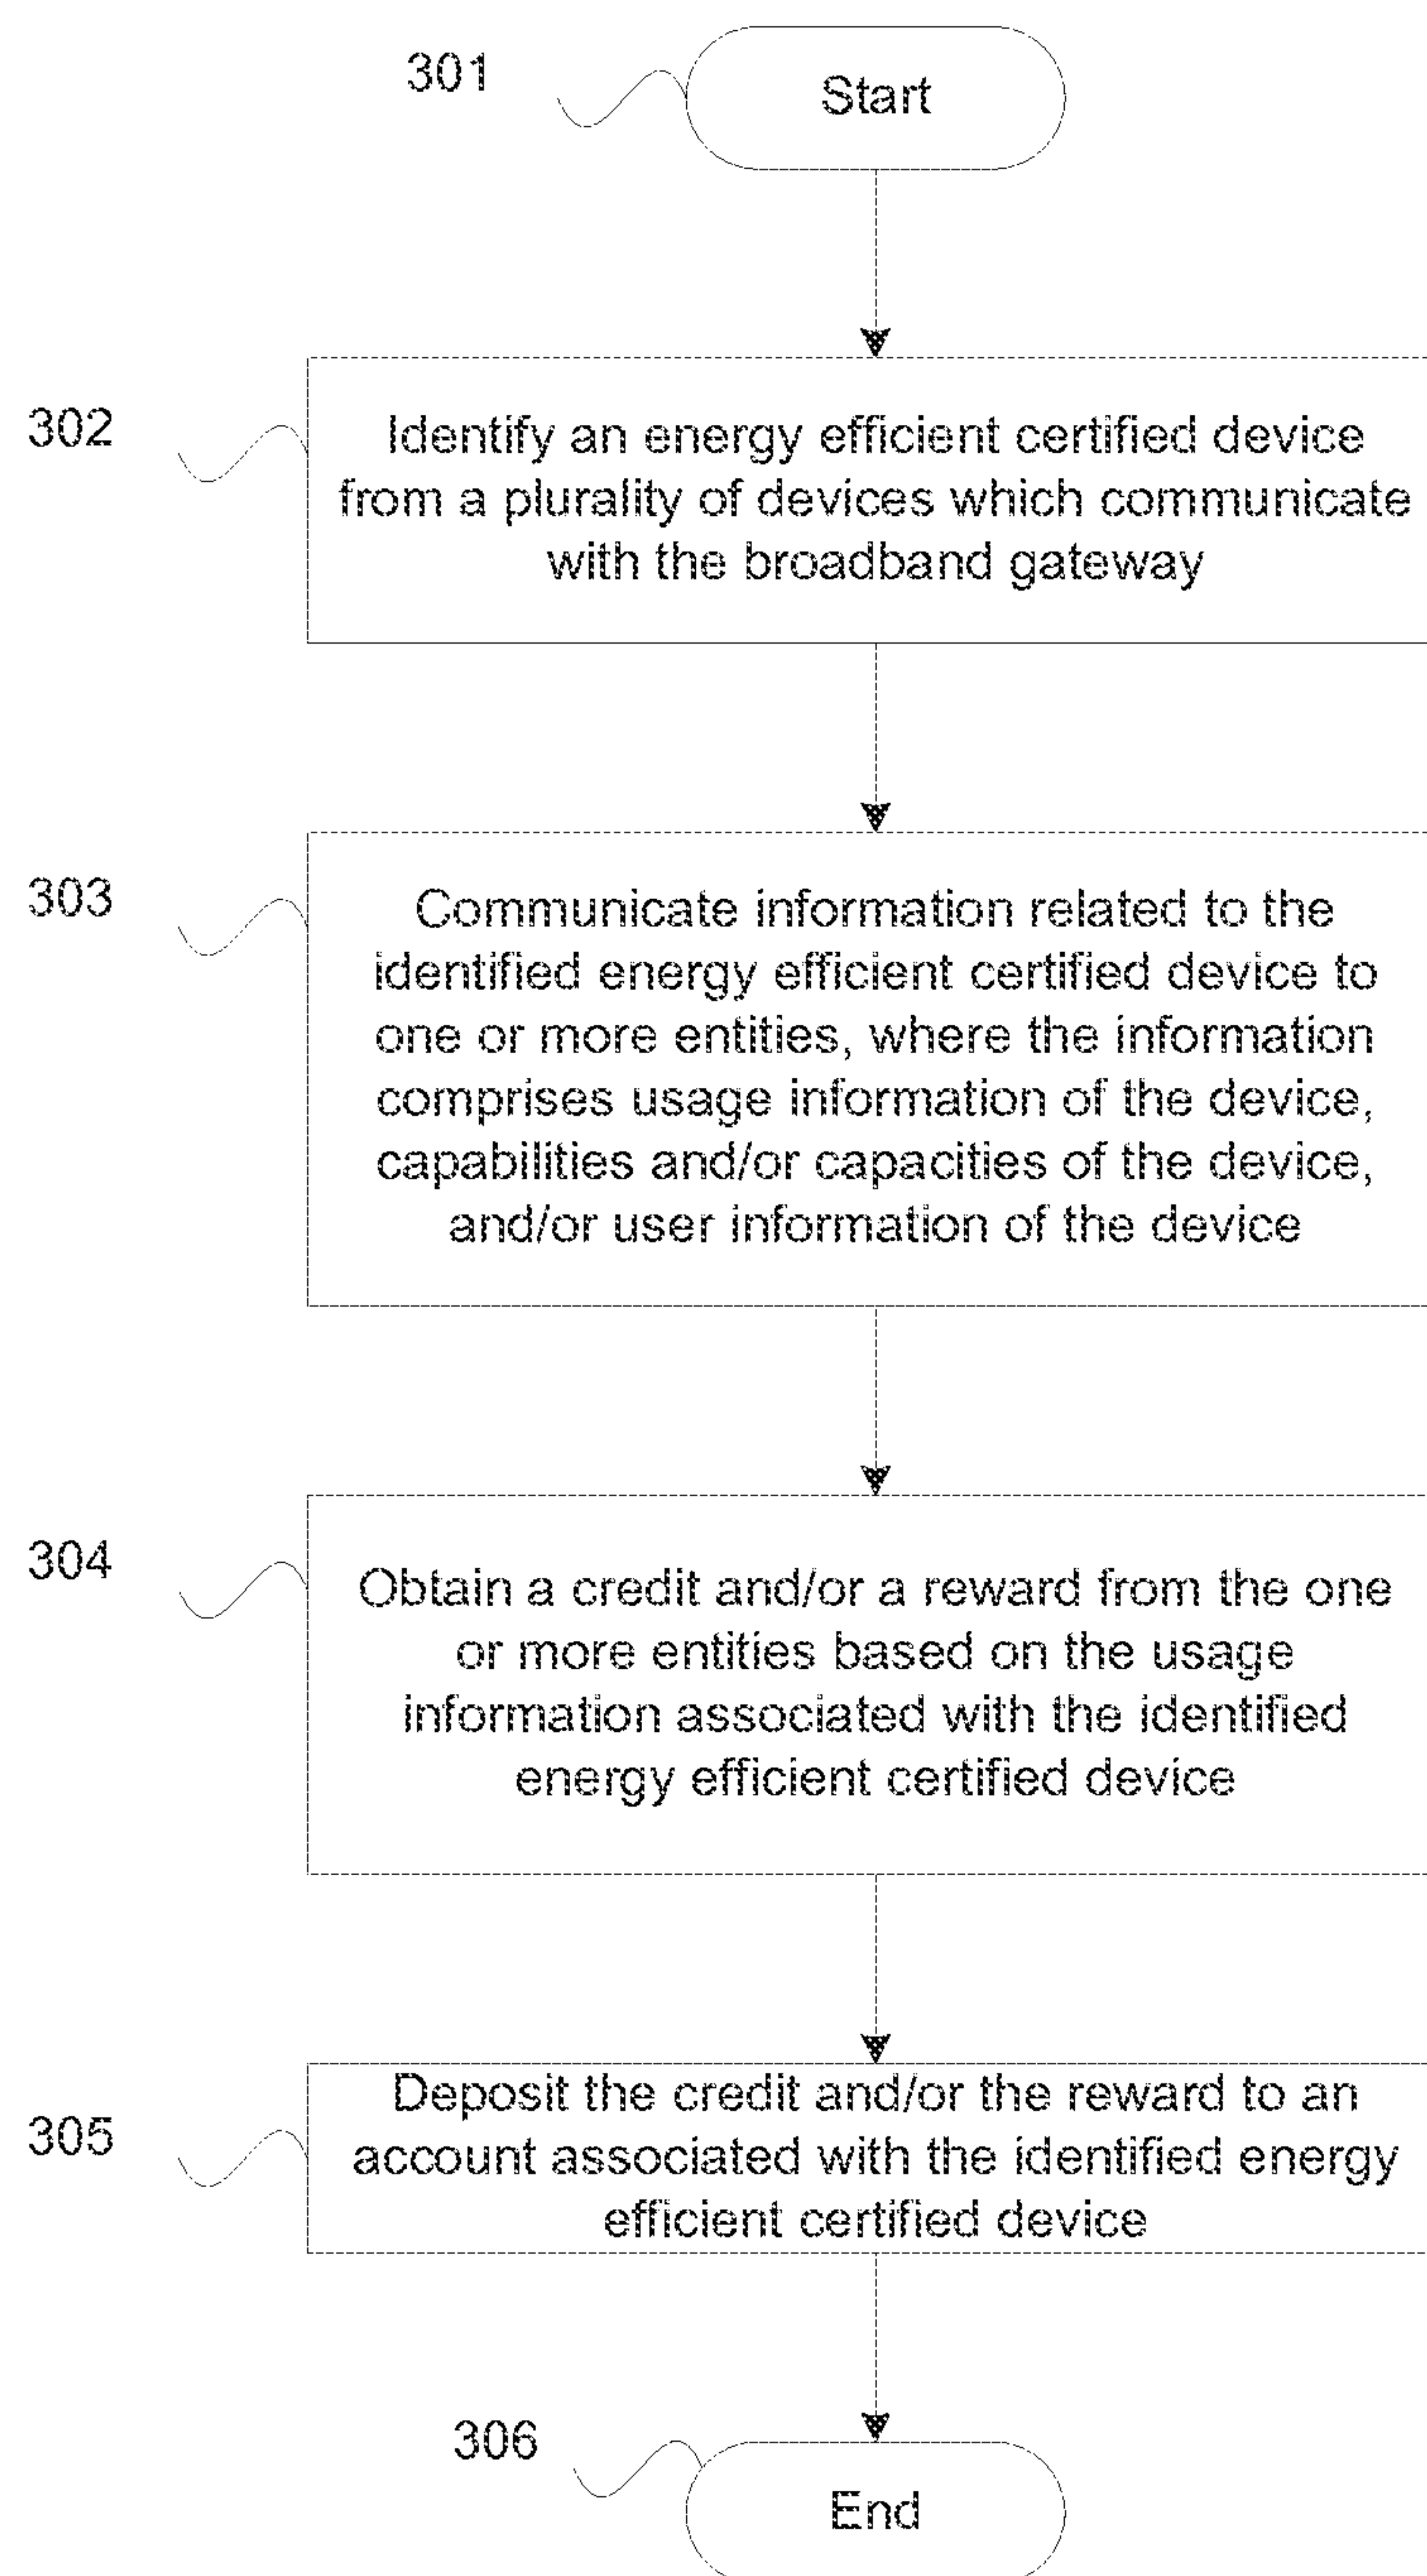 301
Start
302
Identify an energy efficient certified device
from a plurality of devices which communicate
with the broadband gateway
303
Communicate information related to the
identified energy efficient certified device to
one or more entities, where the information
comprises usage information of the device,
capabilities and/or capacities of the device,
and/or user information of the device
304
Obtain a credit and/or a reward from the one
or more entities based on the usage
information associated with the identified
energy efficient certified device
305
Deposit the credit and/or the reward to an
account associated with the identified energy
efficient certified device
306
End